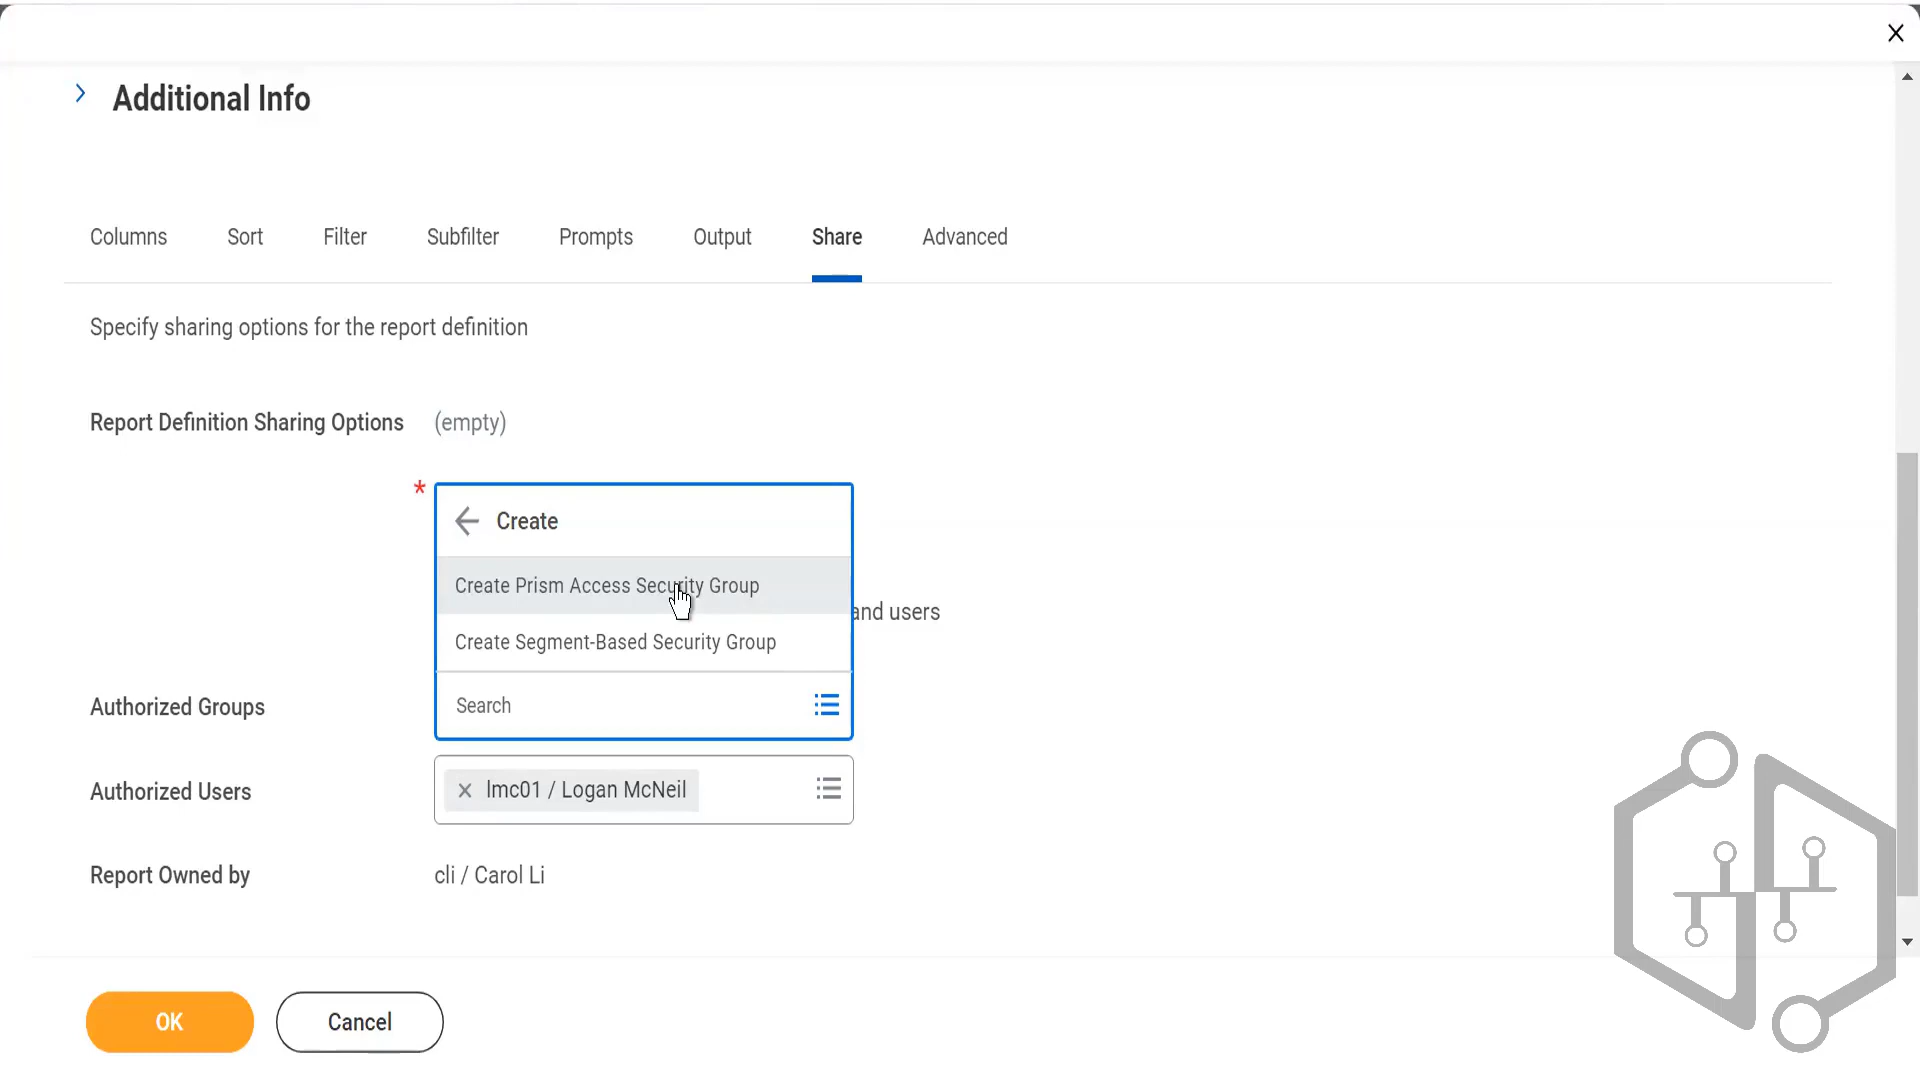 Additional Info
Columns Sort Filter Subfilter Prompts Output Share Advanced
Specify sharing options for the report definition
Report Definition Sharing Options (empty)
*
Create
Create Prism Access Security Group
and users
Create Segment-Based Security Group
Authorized Groups Search
Authorized Users × lmc01 / Logan McNeil
Report Owned by cli / Carol Li
OK Cancel